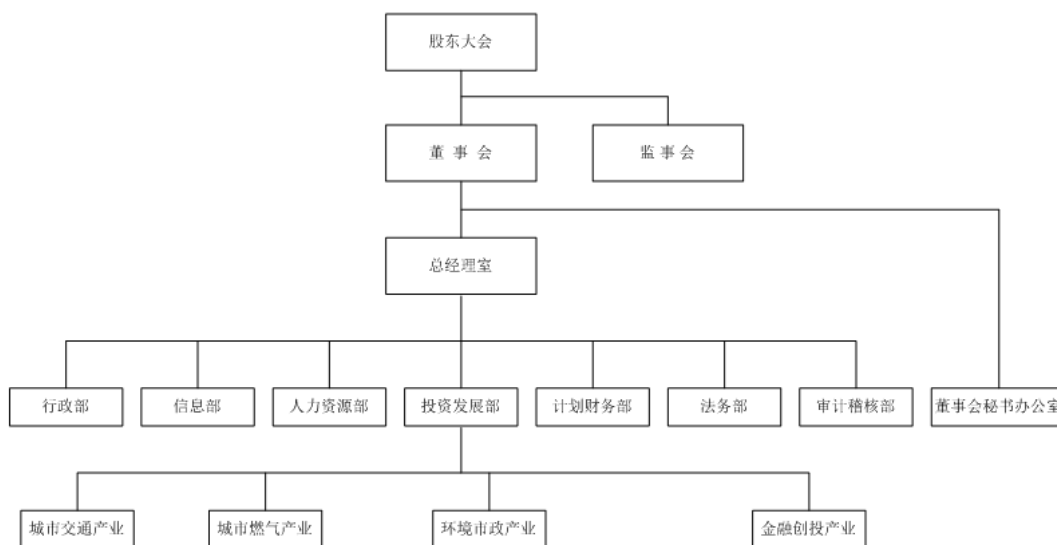 股东大会
董 事 会
监 事 会
总经理室
行政部
信息部
人力资源部
投资发展部
计划财务部
法务部
审计稽核部
董事会秘书办公室
城市交通产业
城市燃气产业
环境市政产业
金融创投产业